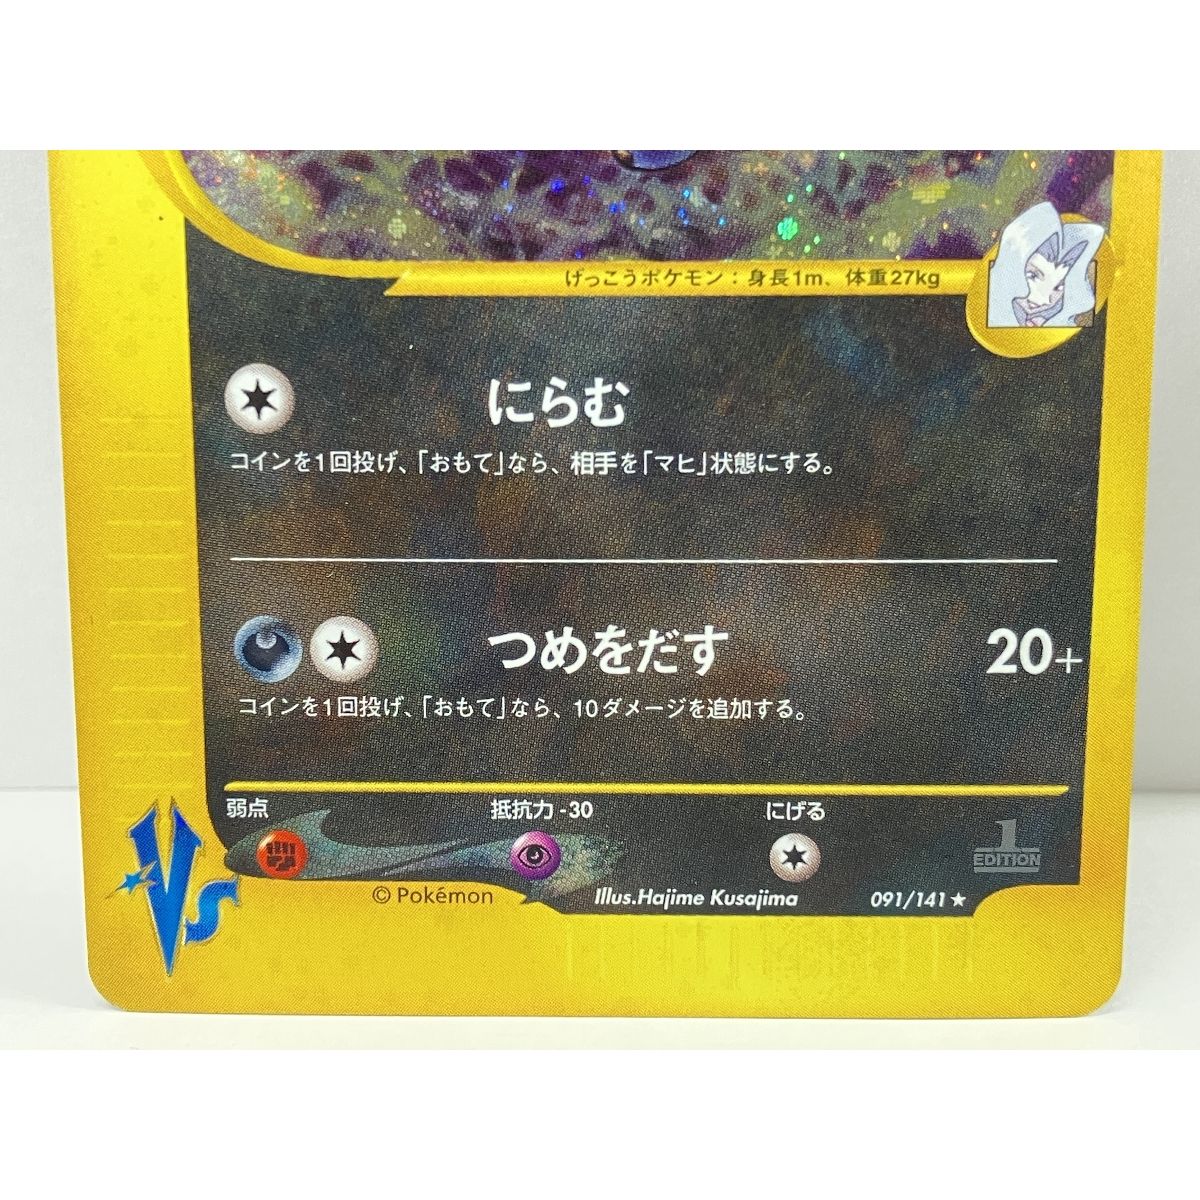 げっこうポケモン：身長1m、体重27kg
にらむ
コインを1回投げ、「おもて」なら、相手を「マヒ」状態にする。
つめをだす 20+
コインを1回投げ、「おもて」なら、10ダメージを追加する。
弱点 抵抗力 -30 にげる
1 EDITION
VS
© Pokémon Illus.Hajime Kusajima 091/141 ★